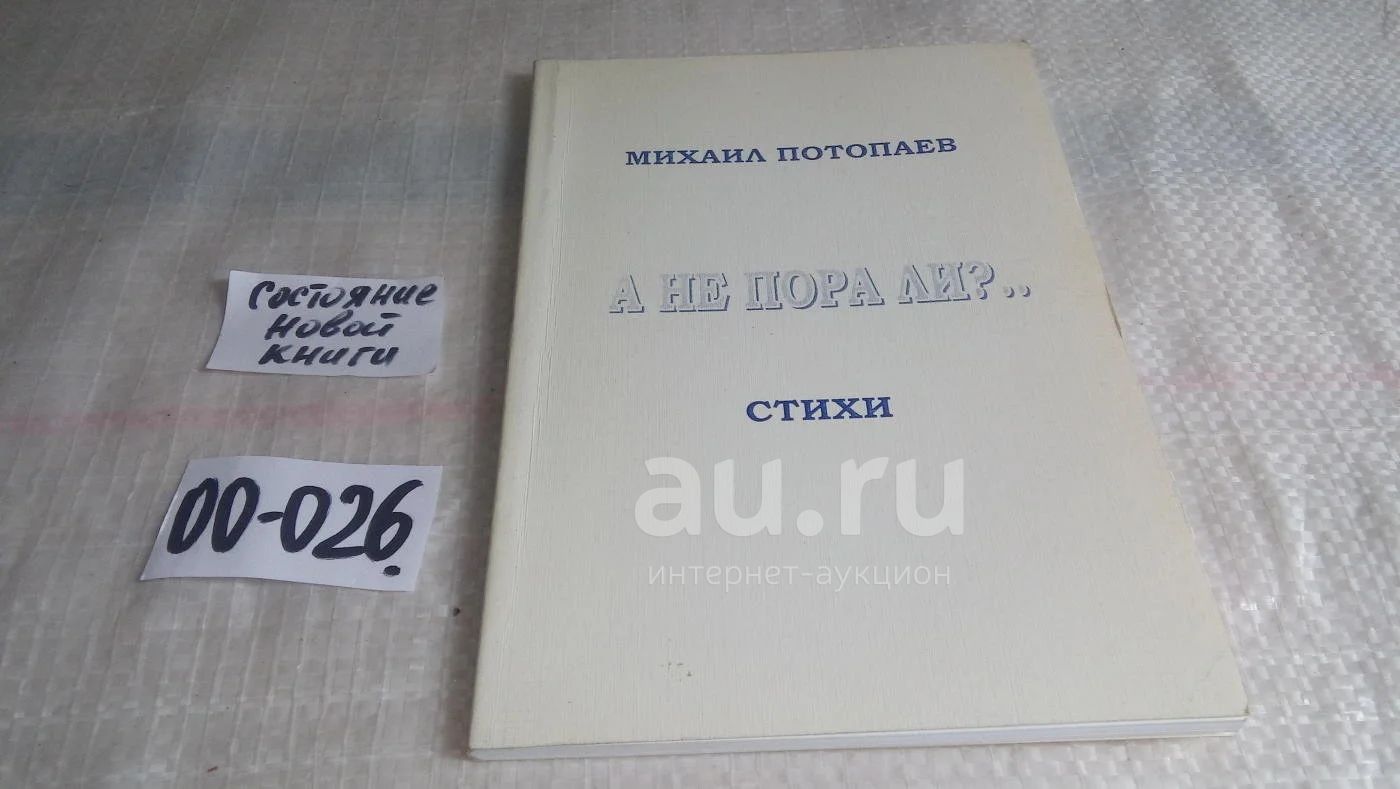 МИХАИЛ ПОТОПАЕВ
А НЕ ПОРА ЛИ?..
СТИХИ
Состояние
новой
книги
00-026.
au.ru
интернет-аукцион